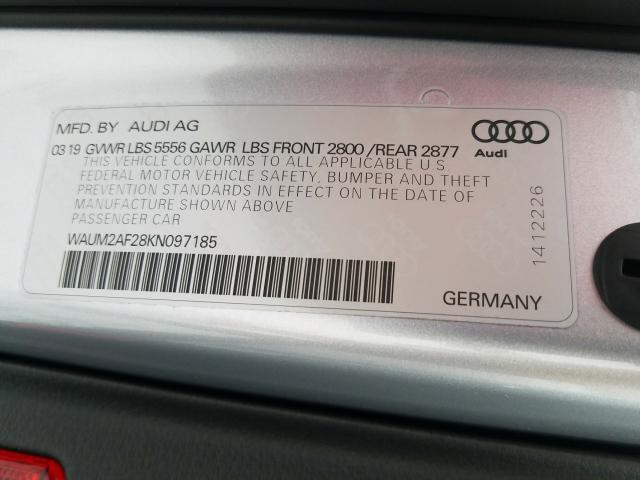 MFD. BY AUDI AG
03 19 GVWR LBS 5556 GAWR LBS FRONT 2800 / REAR 2877
THIS VEHICLE CONFORMS TO ALL APPLICABLE U.S
FEDERAL MOTOR VEHICLE SAFETY, BUMPER AND THEFT
PREVENTION STANDARDS IN EFFECT ON THE DATE OF
MANUFACTURE SHOWN ABOVE
PASSENGER CAR
WAUM2AF28KN097185
Audi
1412226
GERMANY